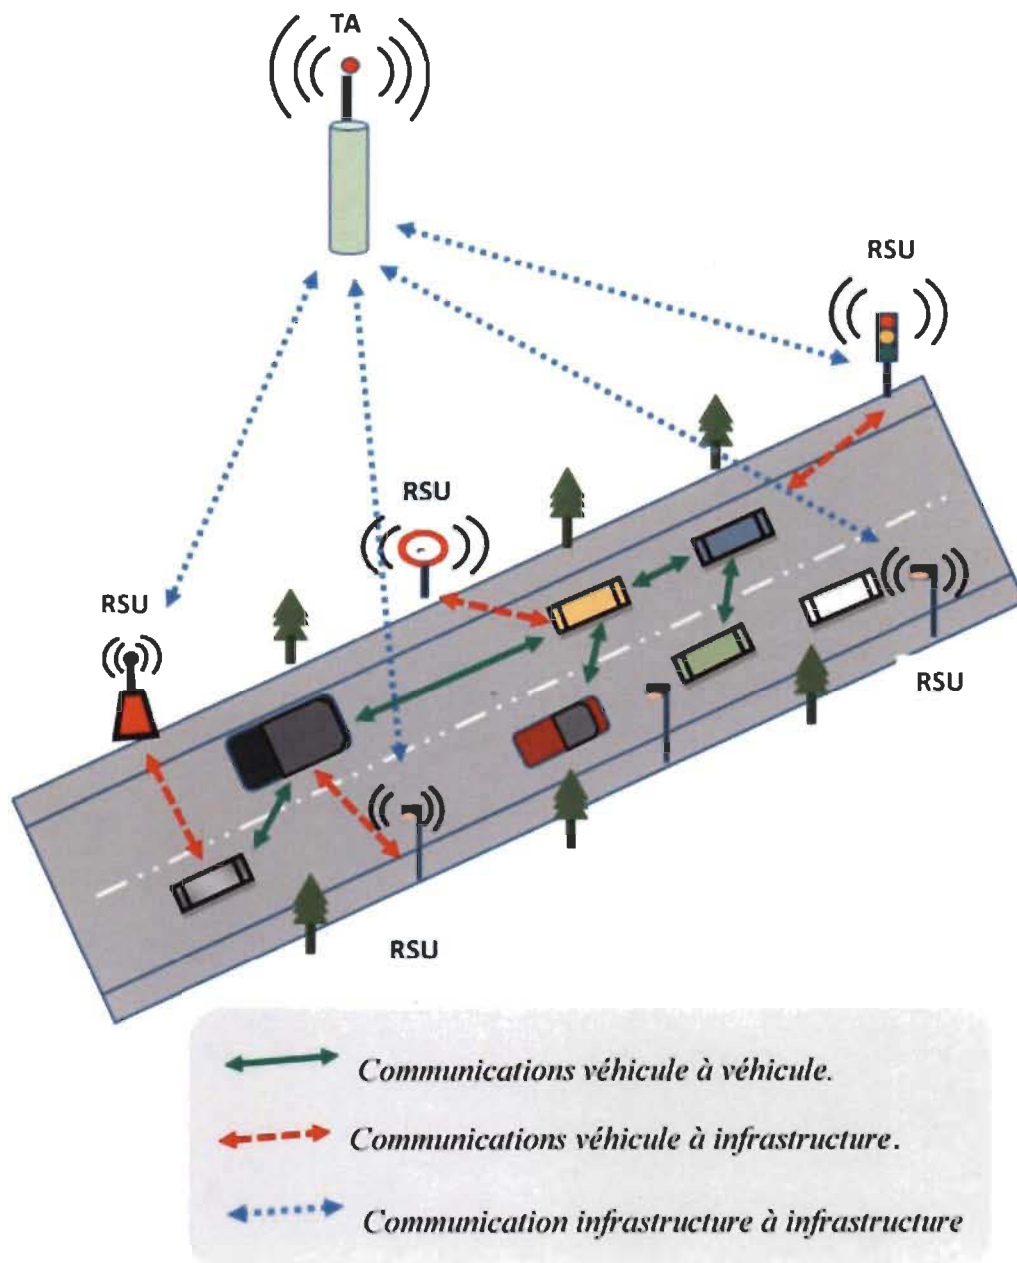 TA
RSU
RSU
RSU
RSU
RSU
Communications véhicule à véhicule.
Communications véhicule à infrastructure.
Communication infrastructure à infrastructure